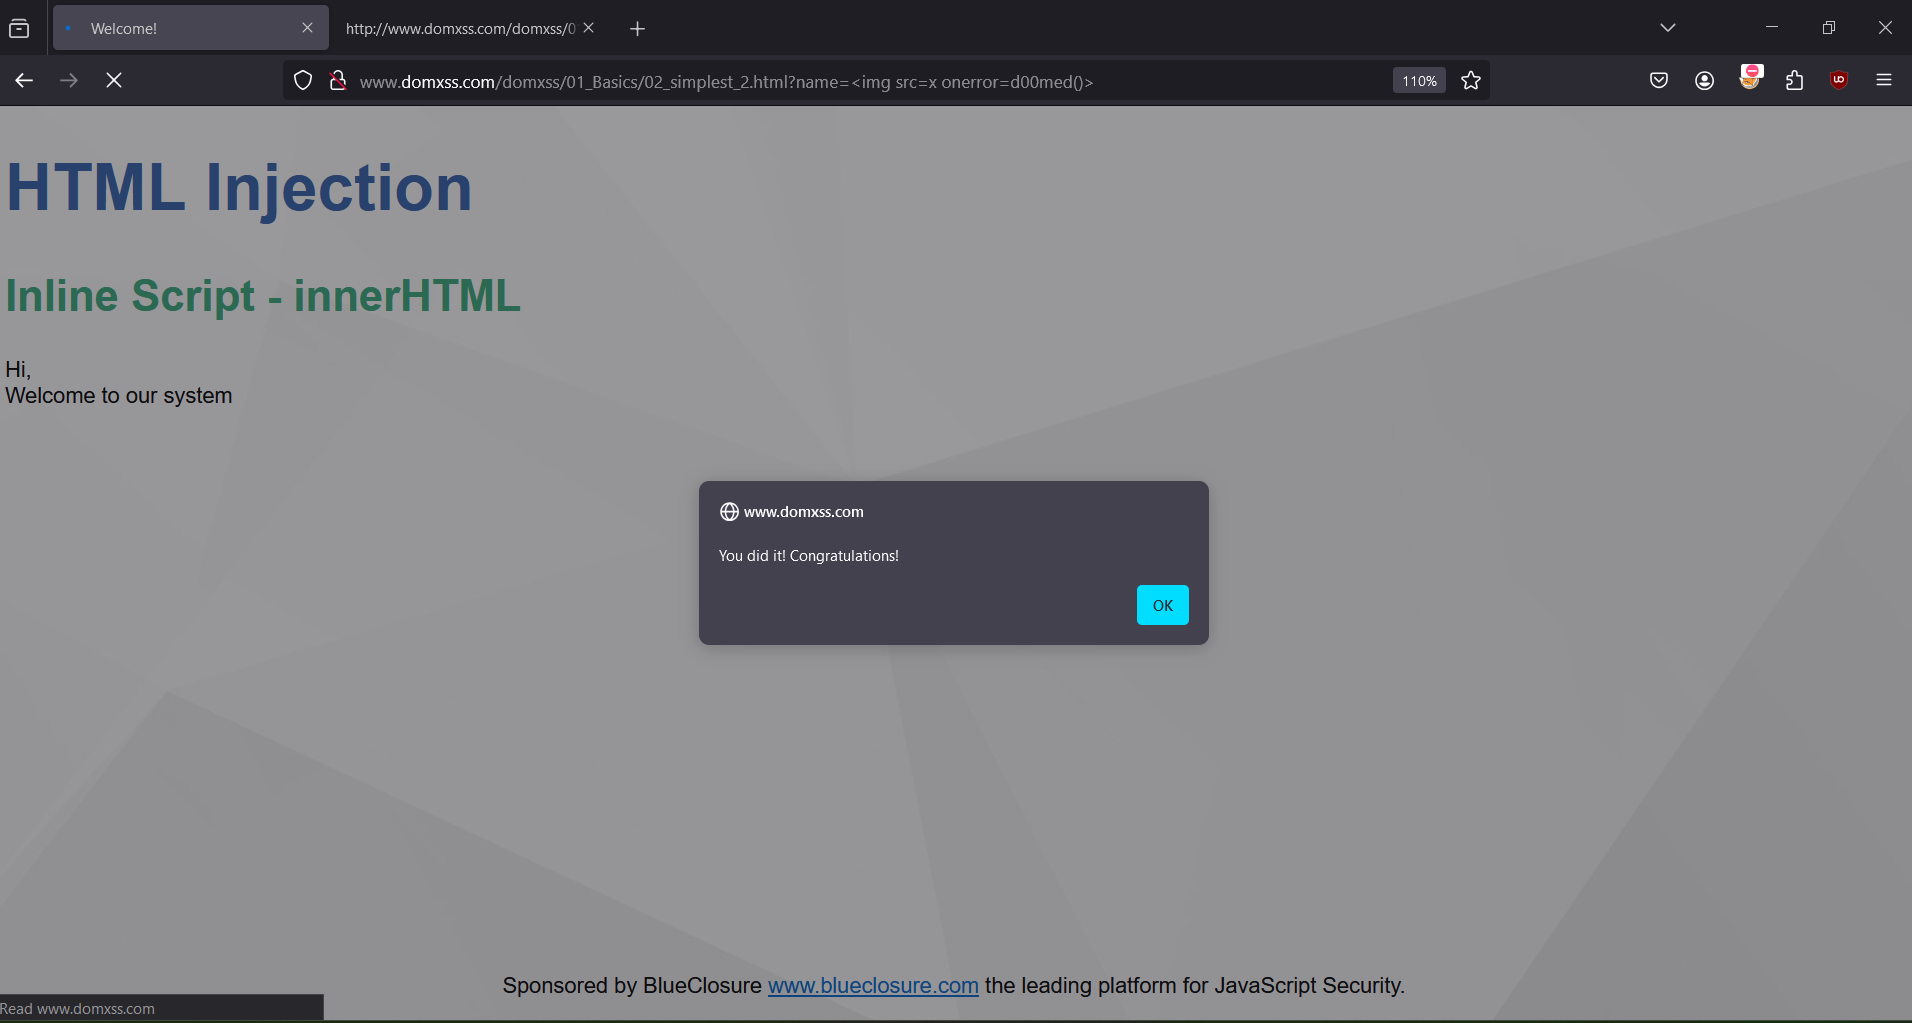 Welcome!
http://www.domxss.com/domxss/0
www.domxss.com/domxss/01_Basics/02_simplest_2.html?name=<img src=x onerror=d00med()>
110%
HTML Injection
Inline Script - innerHTML
Hi,
Welcome to our system
www.domxss.com
You did it! Congratulations!
OK
Sponsored by BlueClosure www.blueclosure.com the leading platform for JavaScript Security.
Read www.domxss.com